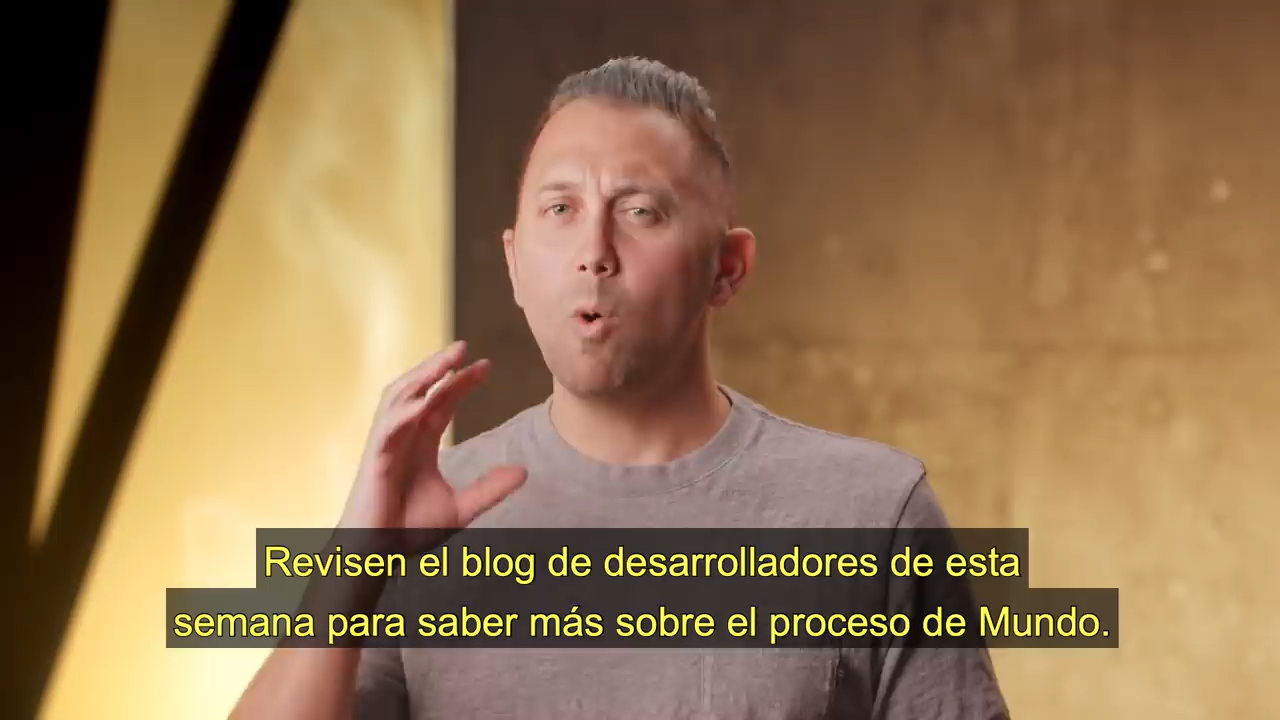 Revisen el blog de desarrolladores de esta
semana para saber más sobre el proceso de Mundo.